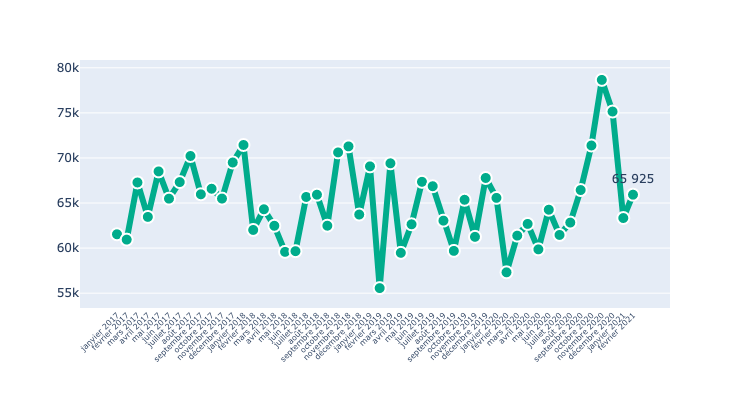 80k
75k
70k
65k
60k
55k
65 925
janvier 2017
février 2017
mars 2017
avril 2017
mai 2017
juin 2017
juillet 2017
août 2017
septembre 2017
octobre 2017
novembre 2017
décembre 2017
janvier 2018
février 2018
mars 2018
avril 2018
mai 2018
juin 2018
juillet 2018
août 2018
septembre 2018
octobre 2018
novembre 2018
décembre 2018
janvier 2019
février 2019
mars 2019
avril 2019
mai 2019
juin 2019
juillet 2019
août 2019
septembre 2019
octobre 2019
novembre 2019
décembre 2019
janvier 2020
février 2020
mars 2020
avril 2020
mai 2020
juin 2020
juillet 2020
août 2020
septembre 2020
octobre 2020
novembre 2020
décembre 2020
janvier 2021
février 2021